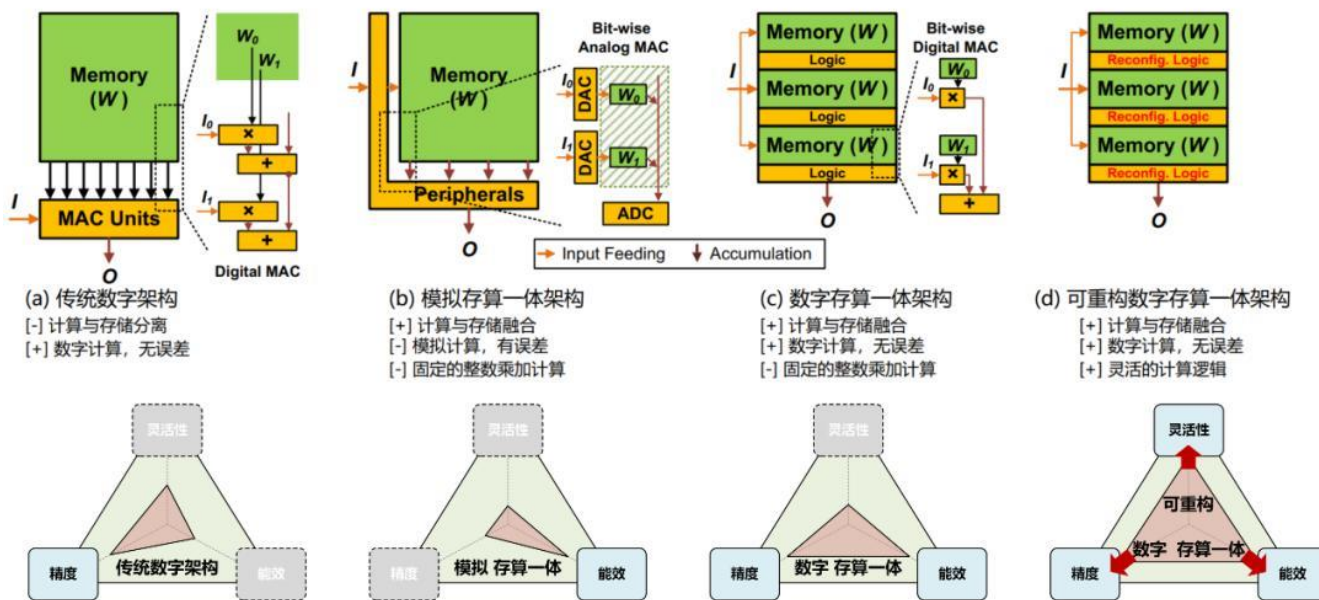 Memory
(W)
I
MAC Units
O
W0
W1
I0
×
+
I1
×
+
Digital MAC
(a) 传统数字架构
[-] 计算与存储分离
[+] 数字计算，无误差
I
Memory
(W)
Peripherals
O
Bit-wise
Analog MAC
I0
DAC
W0
I1
DAC
W1
ADC
Input Feeding
Accumulation
(b) 模拟存算一体架构
[+] 计算与存储融合
[-] 模拟计算，有误差
[-] 固定的整数乘加计算
I
Memory (W)
Logic
Memory (W)
Logic
Memory (W)
Logic
O
Bit-wise
Digital MAC
W0
I0
×
W1
I1
×
+
(c) 数字存算一体架构
[+] 计算与存储融合
[+] 数字计算，无误差
[-] 固定的整数乘加计算
I
Memory (W)
Reconfig. Logic
Memory (W)
Reconfig. Logic
Memory (W)
Reconfig. Logic
O
(d) 可重构数字存算一体架构
[+] 计算与存储融合
[+] 数字计算，无误差
[+] 灵活的计算逻辑
灵活性
精度
传统数字架构
能效
灵活性
精度
模拟 存算一体
能效
灵活性
精度
数字 存算一体
能效
灵活性
可重构
数字 存算一体
精度
能效